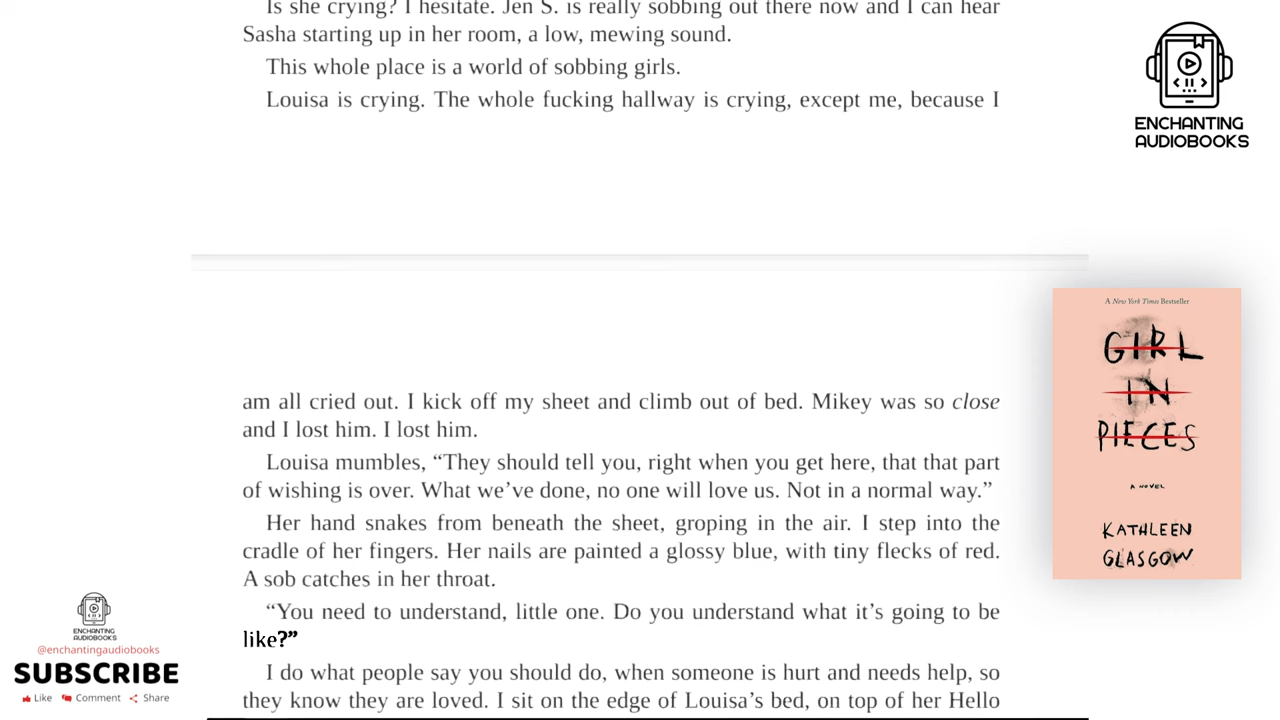 Is she crying? I hesitate. Jen S. is really sobbing out there now and I can hear
Sasha starting up in her room, a low, mewing sound.
This whole place is a world of sobbing girls.
Louisa is crying. The whole fucking hallway is crying, except me, because I
am all cried out. I kick off my sheet and climb out of bed. Mikey was so close
and I lost him. I lost him.
Louisa mumbles, “They should tell you, right when you get here, that that part
of wishing is over. What we’ve done, no one will love us. Not in a normal way.”
Her hand snakes from beneath the sheet, groping in the air. I step into the
cradle of her fingers. Her nails are painted a glossy blue, with tiny flecks of red.
A sob catches in her throat.
“You need to understand, little one. Do you understand what it’s going to be
like?”
I do what people say you should do, when someone is hurt and needs help, so
they know they are loved. I sit on the edge of Louisa’s bed, on top of her Hello
ENCHANTING
AUDIOBOOKS
A New York Times Bestseller
GIRL
IN
PIECES
A NOVEL
KATHLEEN
GLASGOW
ENCHANTING
AUDIOBOOKS
@enchantingaudiobooks
SUBSCRIBE
Like Comment Share